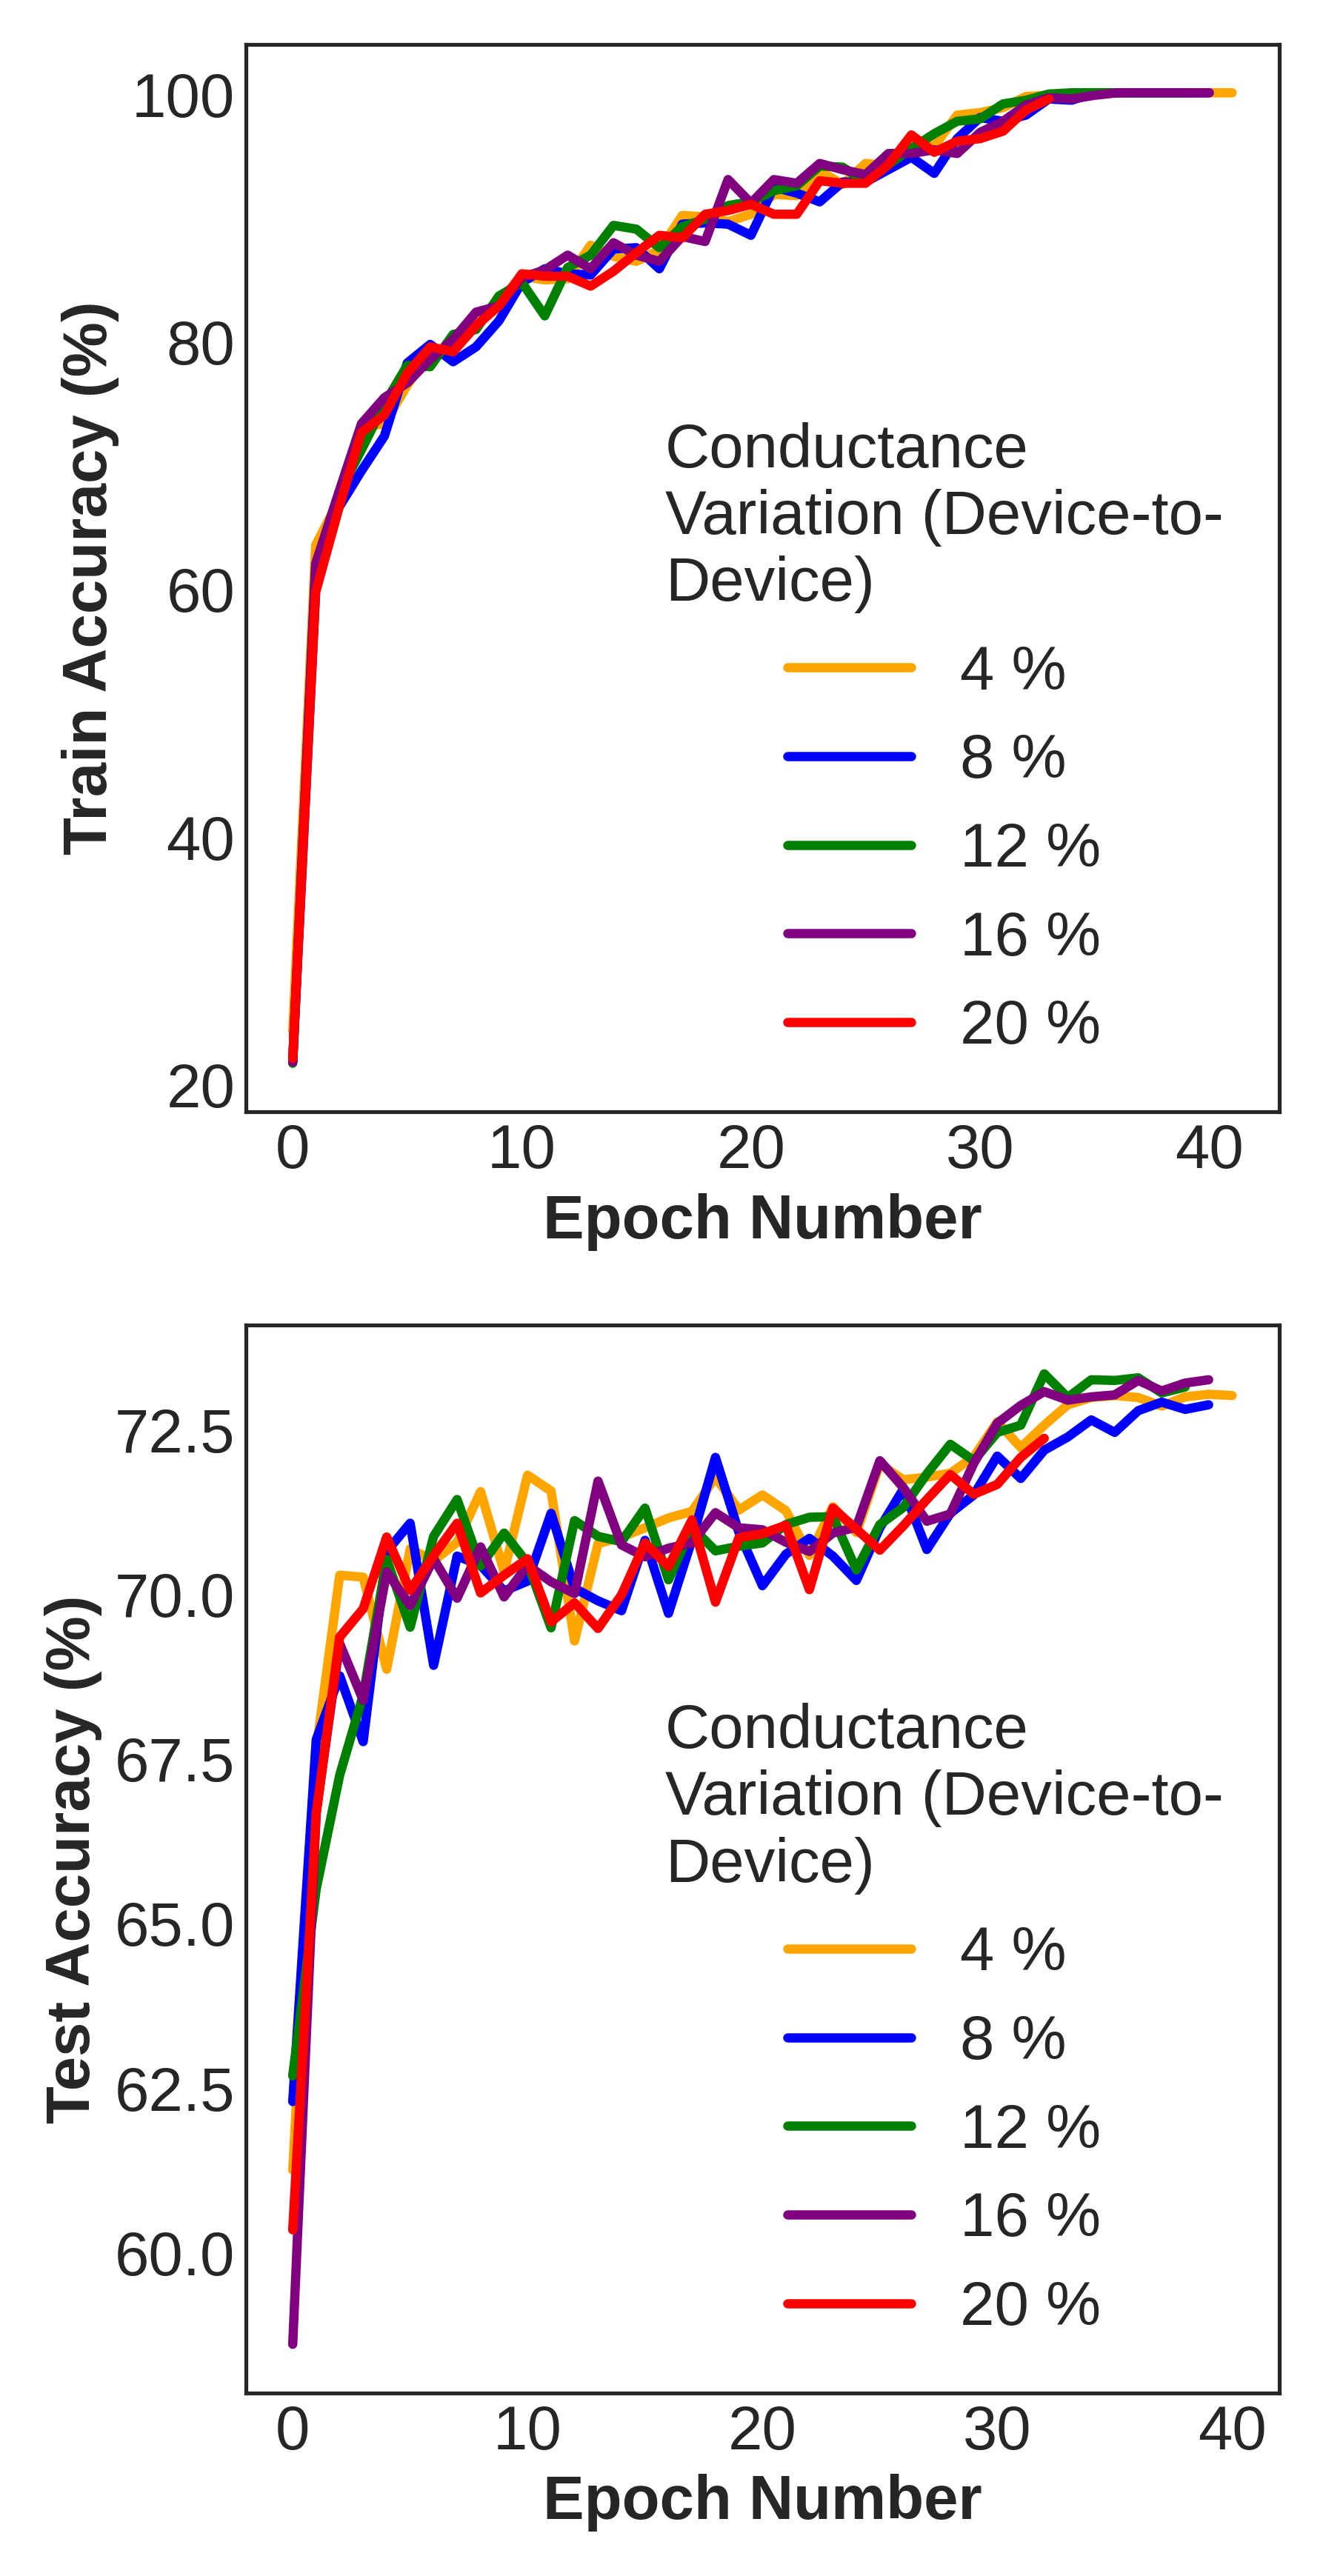 100
80
60
40
20
Train Accuracy (%)
Conductance
Variation (Device-to-
Device)
4 %
8 %
12 %
16 %
20 %
0 10 20 30 40
Epoch Number
72.5
70.0
67.5
65.0
62.5
60.0
Test Accuracy (%)
Conductance
Variation (Device-to-
Device)
4 %
8 %
12 %
16 %
20 %
0 10 20 30 40
Epoch Number